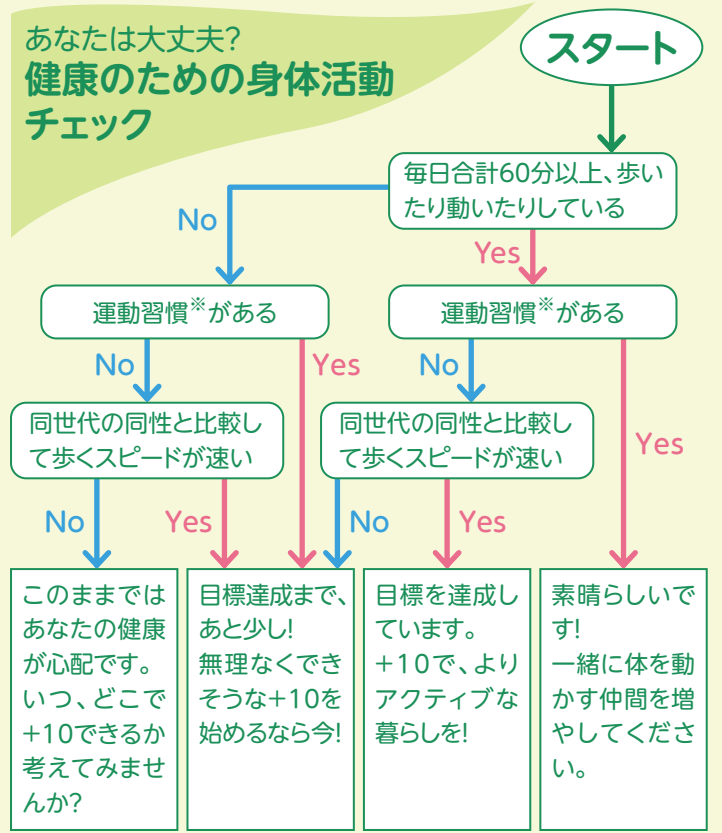 あなたは大丈夫?
健康のための身体活動
チェック
スタート
毎日合計60分以上、歩い
たり動いたりしている
No
Yes
運動習慣※がある
運動習慣※がある
No
Yes
No
Yes
同世代の同性と比較し
て歩くスピードが速い
同世代の同性と比較し
て歩くスピードが速い
No
Yes
No
Yes
このままでは
あなたの健康
が心配です。
いつ、どこで
+10できるか
考えてみませ
んか?
目標達成まで、
あと少し!
無理なくでき
そうな+10を
始めるなら今!
目標を達成し
ています。
+10で、より
アクティブな
暮らしを!
素晴らしいで
す!
一緒に体を動
かす仲間を増
やしてくださ
い。